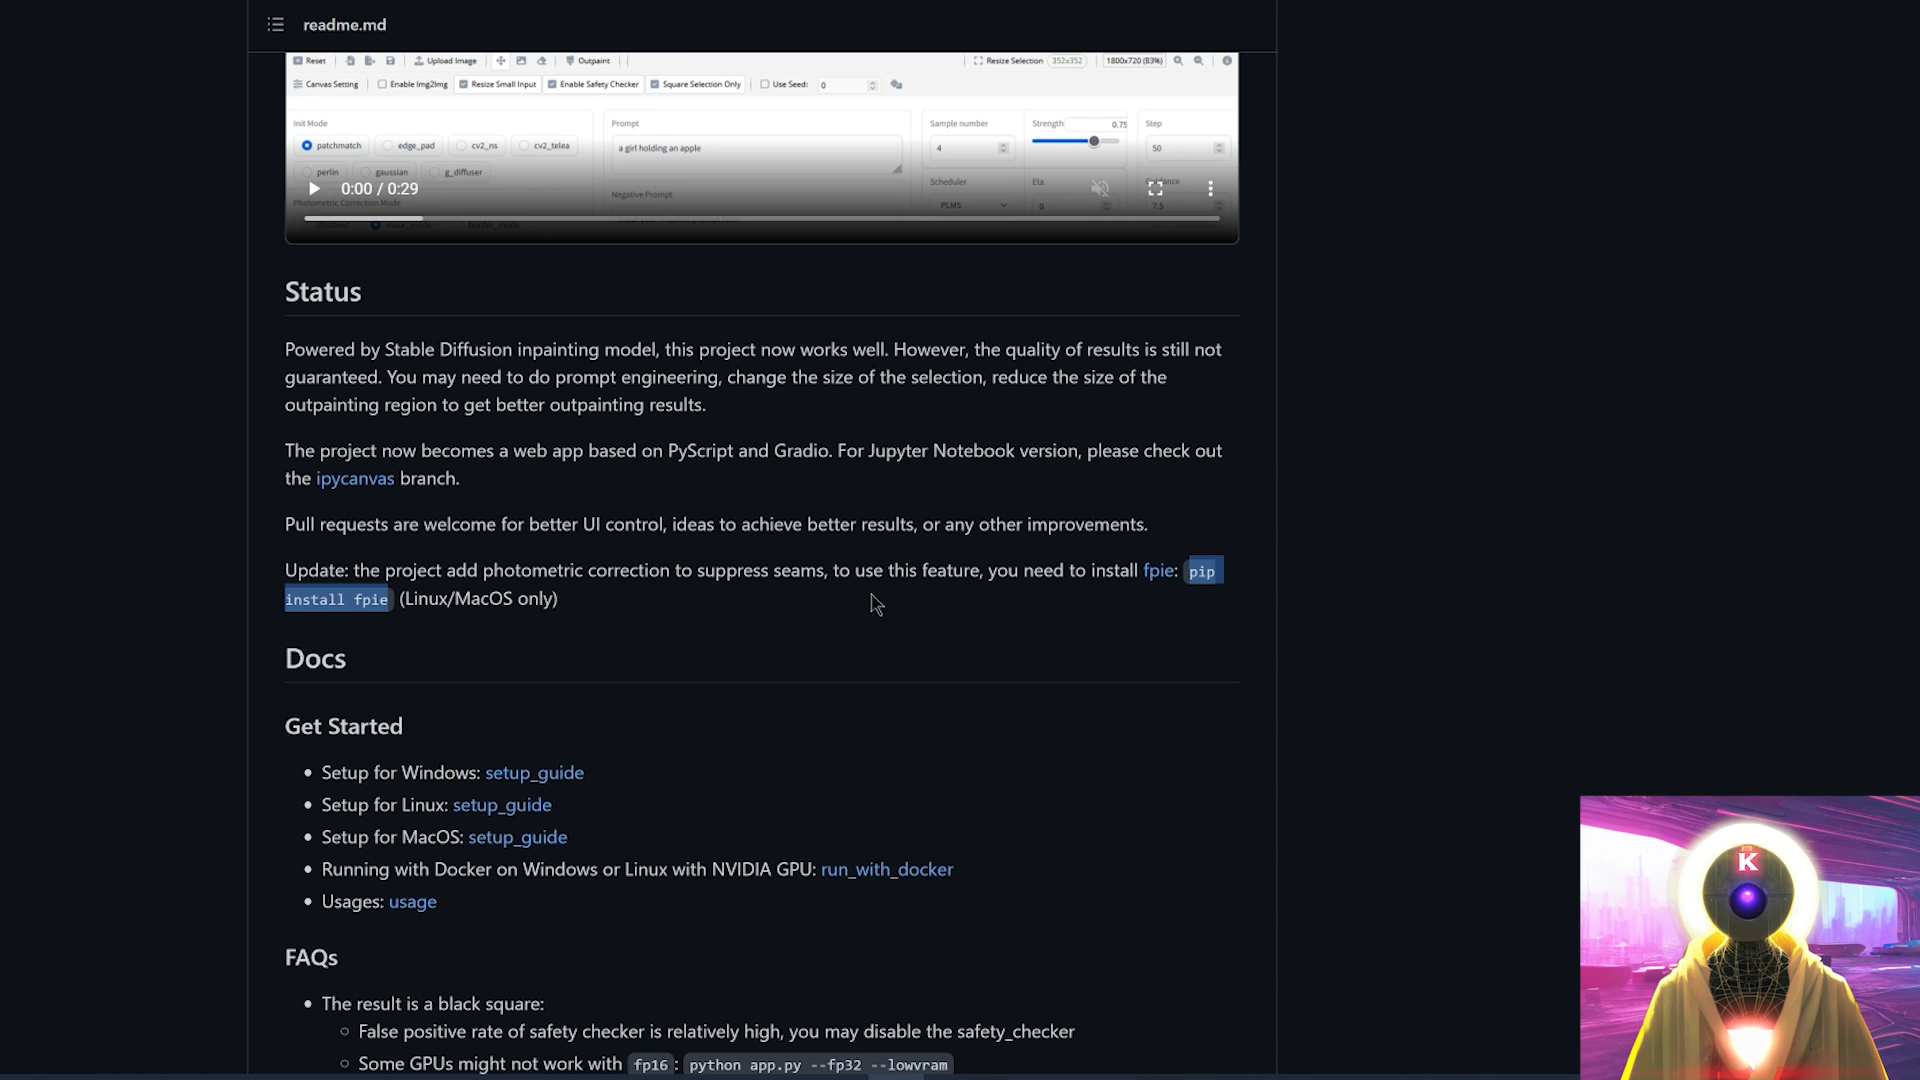 readme.md
Reset Upload Image Outpaint Resize Selection 352x352 1800x720 (83%)
Canvas Setting Enable Img2Img Resize Small Input Enable Safety Checker Square Selection Only Use Seed: 0
Init Mode Prompt Sample number Strength 0.75 Step
patchmatch edge_pad cv2_ns cv2_telea a girl holding an apple 4 50
perlin gaussian g_diffuser Scheduler Eta
0:00 / 0:29 Negative Prompt
Photometric Correction Mode PLMS 0 7.5
Status
Powered by Stable Diffusion inpainting model, this project now works well. However, the quality of results is still not
guaranteed. You may need to do prompt engineering, change the size of the selection, reduce the size of the
outpainting region to get better outpainting results.
The project now becomes a web app based on PyScript and Gradio. For Jupyter Notebook version, please check out
the ipycanvas branch.
Pull requests are welcome for better UI control, ideas to achieve better results, or any other improvements.
Update: the project add photometric correction to suppress seams, to use this feature, you need to install fpie: pip
install fpie (Linux/MacOS only)
Docs
Get Started
Setup for Windows: setup_guide
Setup for Linux: setup_guide
Setup for MacOS: setup_guide
Running with Docker on Windows or Linux with NVIDIA GPU: run_with_docker
Usages: usage
FAQs
The result is a black square:
False positive rate of safety checker is relatively high, you may disable the safety_checker
Some GPUs might not work with fp16: python app.py --fp32 --lowvram
K